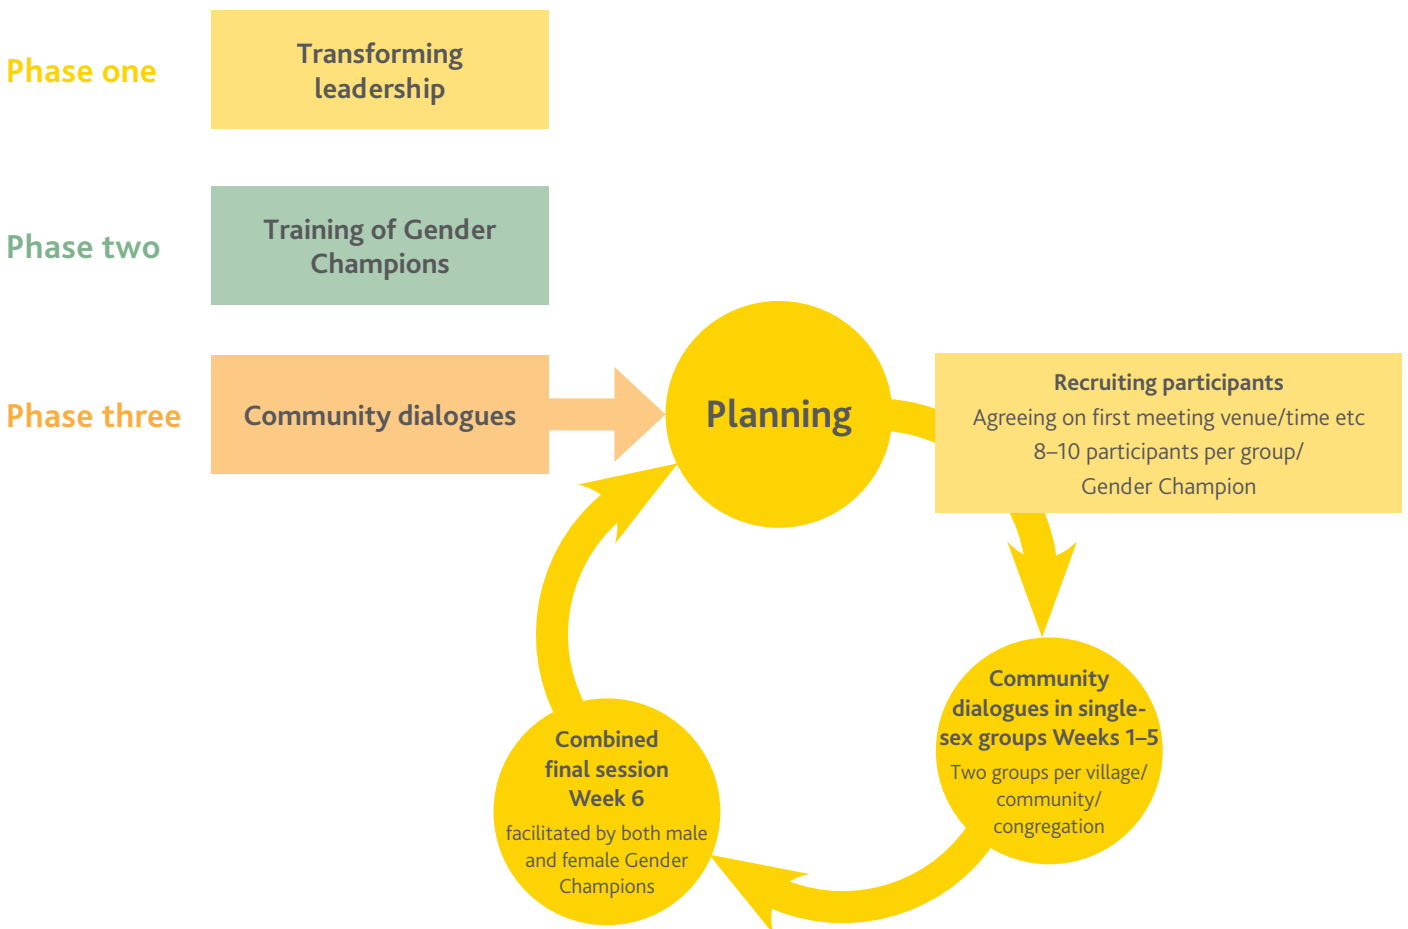 Phase one
Transforming
leadership
Phase two
Training of Gender
Champions
Phase three
Community dialogues
Planning
Recruiting participants
Agreeing on first meeting venue/time etc
8–10 participants per group/
Gender Champion
Community
dialogues in single-
sex groups Weeks 1–5
Two groups per village/
community/
congregation
Combined
final session
Week 6
facilitated by both male
and female Gender
Champions